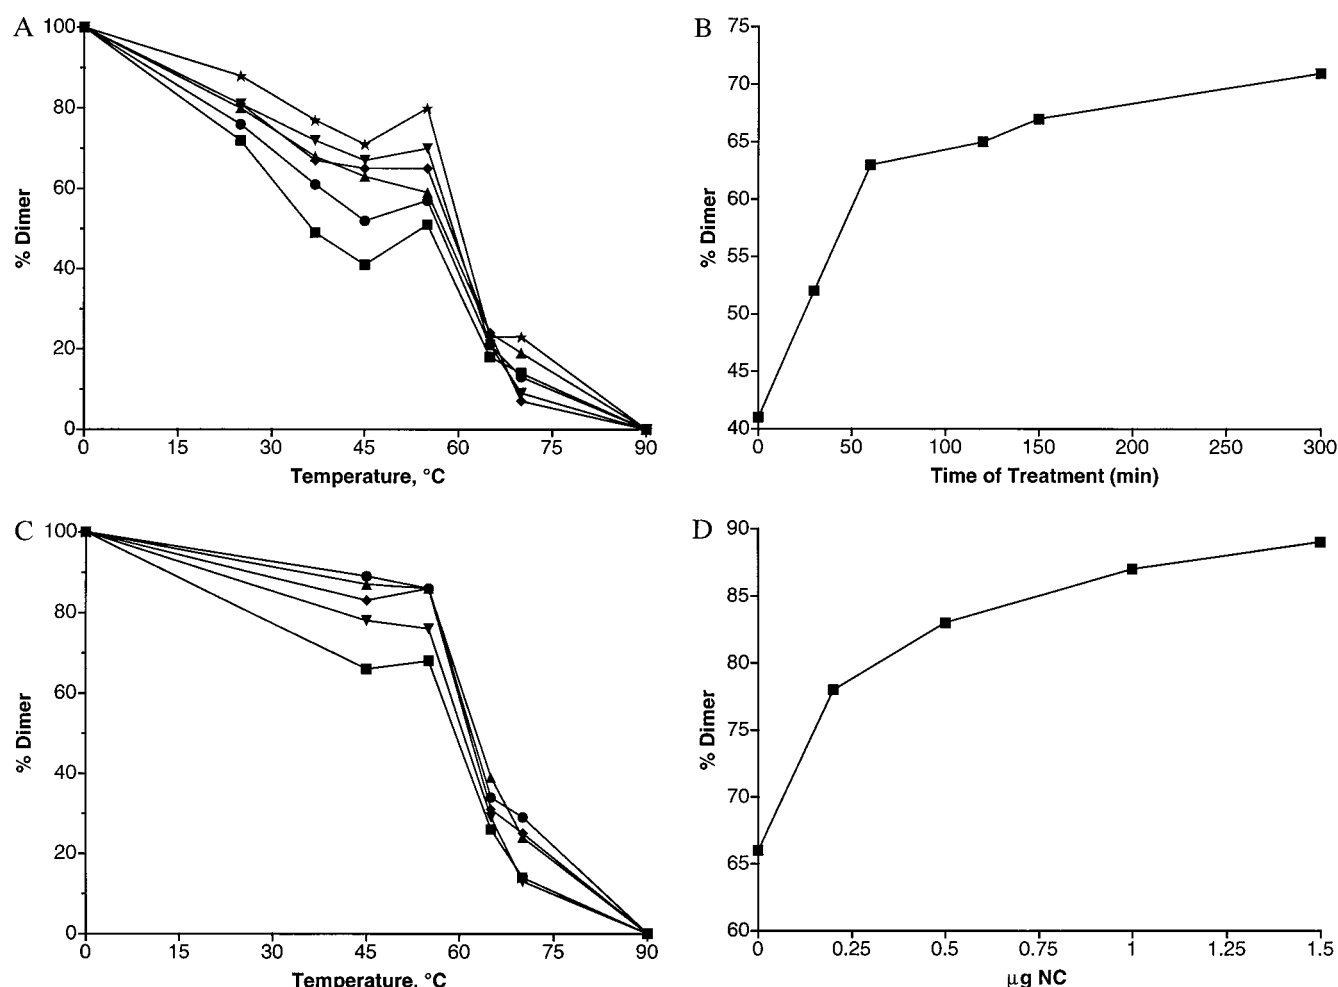 A
100
80
60
40
20
0
% Dimer
0 15 30 45 60 75 90
Temperature, °C
B
75
70
65
60
55
50
45
40
% Dimer
0 50 100 150 200 250 300
Time of Treatment (min)
C
100
80
60
40
20
0
% Dimer
0 15 30 45 60 75 90
Temperature, °C
D
90
85
80
75
70
65
60
% Dimer
0 0.25 0.5 0.75 1 1.25 1.5
µg NC